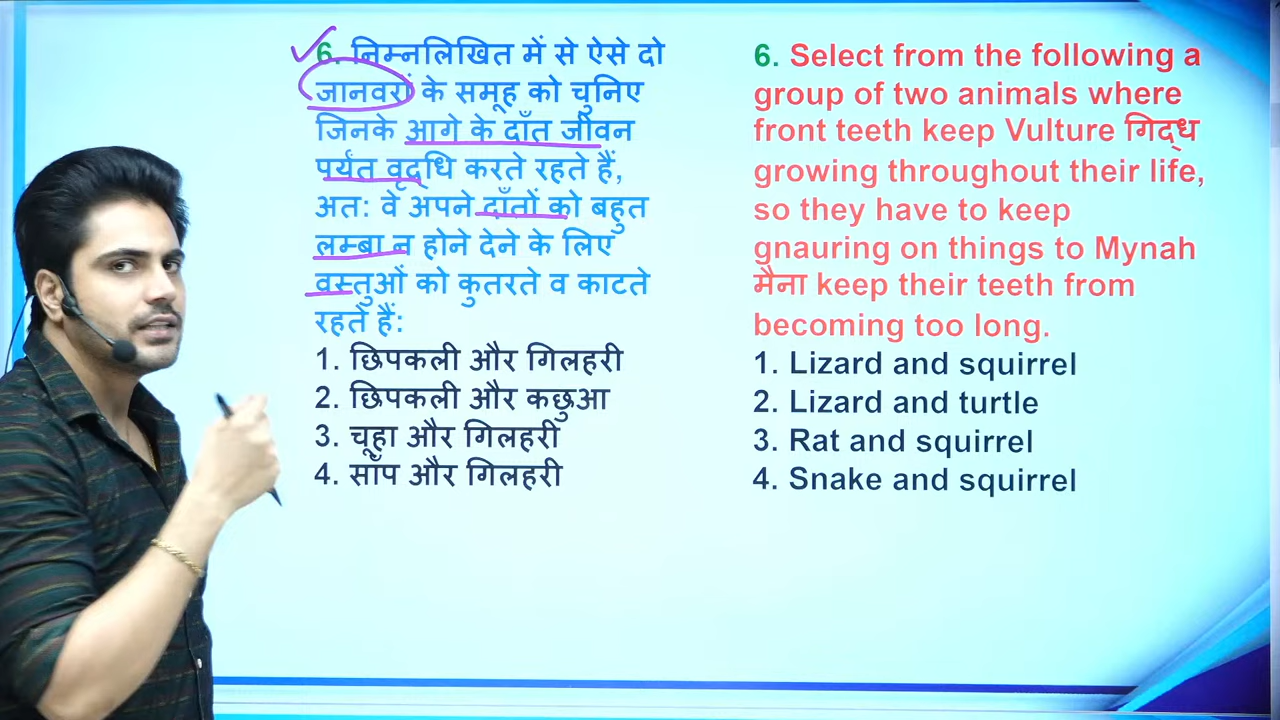 6. निम्नलिखित में से ऐसे दो
जानवरों के समूह को चुनिए
जिनके आगे के दाँत जीवन
पर्यंत वृद्धि करते रहते हैं,
अत: वे अपने दाँतों को बहुत
लम्बा न होने देने के लिए
वस्तुओं को कुतरते व काटते
रहते हैं:
1. छिपकली और गिलहरी
2. छिपकली और कछुआ
3. चूहा और गिलहरी
4. साँप और गिलहरी
6. Select from the following a
group of two animals where
front teeth keep Vulture गिद्ध
growing throughout their life,
so they have to keep
gnauring on things to Mynah
मैना keep their teeth from
becoming too long.
1. Lizard and squirrel
2. Lizard and turtle
3. Rat and squirrel
4. Snake and squirrel